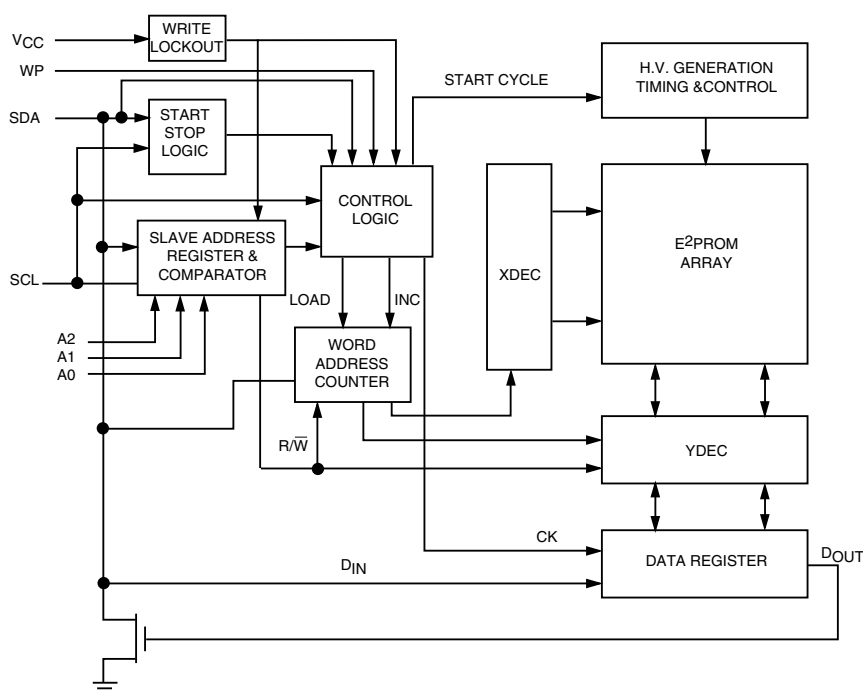 VCC
WRITE
LOCKOUT
WP
SDA
START
STOP
LOGIC
START CYCLE
H.V. GENERATION
TIMING &CONTROL
CONTROL
LOGIC
SLAVE ADDRESS
REGISTER &
COMPARATOR
SCL
XDEC
E2PROM
ARRAY
LOAD
INC
A2
A1
A0
WORD
ADDRESS
COUNTER
R/W̅
YDEC
CK
DIN
DATA REGISTER
DOUT